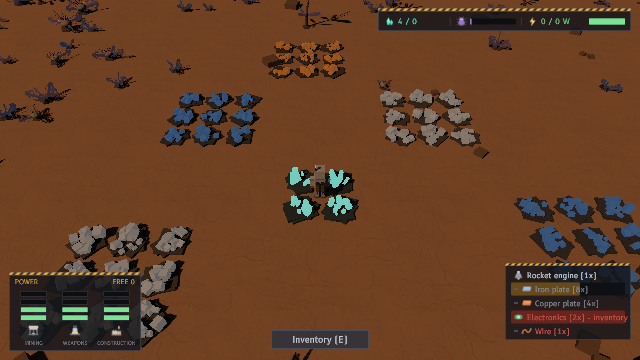 4 / 0
0 / 0 W
POWER FREE 0
MINING WEAPONS CONSTRUCTION
Inventory [E]
Rocket engine [1x]
Iron plate [8x]
Copper plate [4x]
Electronics [2x] - inventory
Wire [1x]